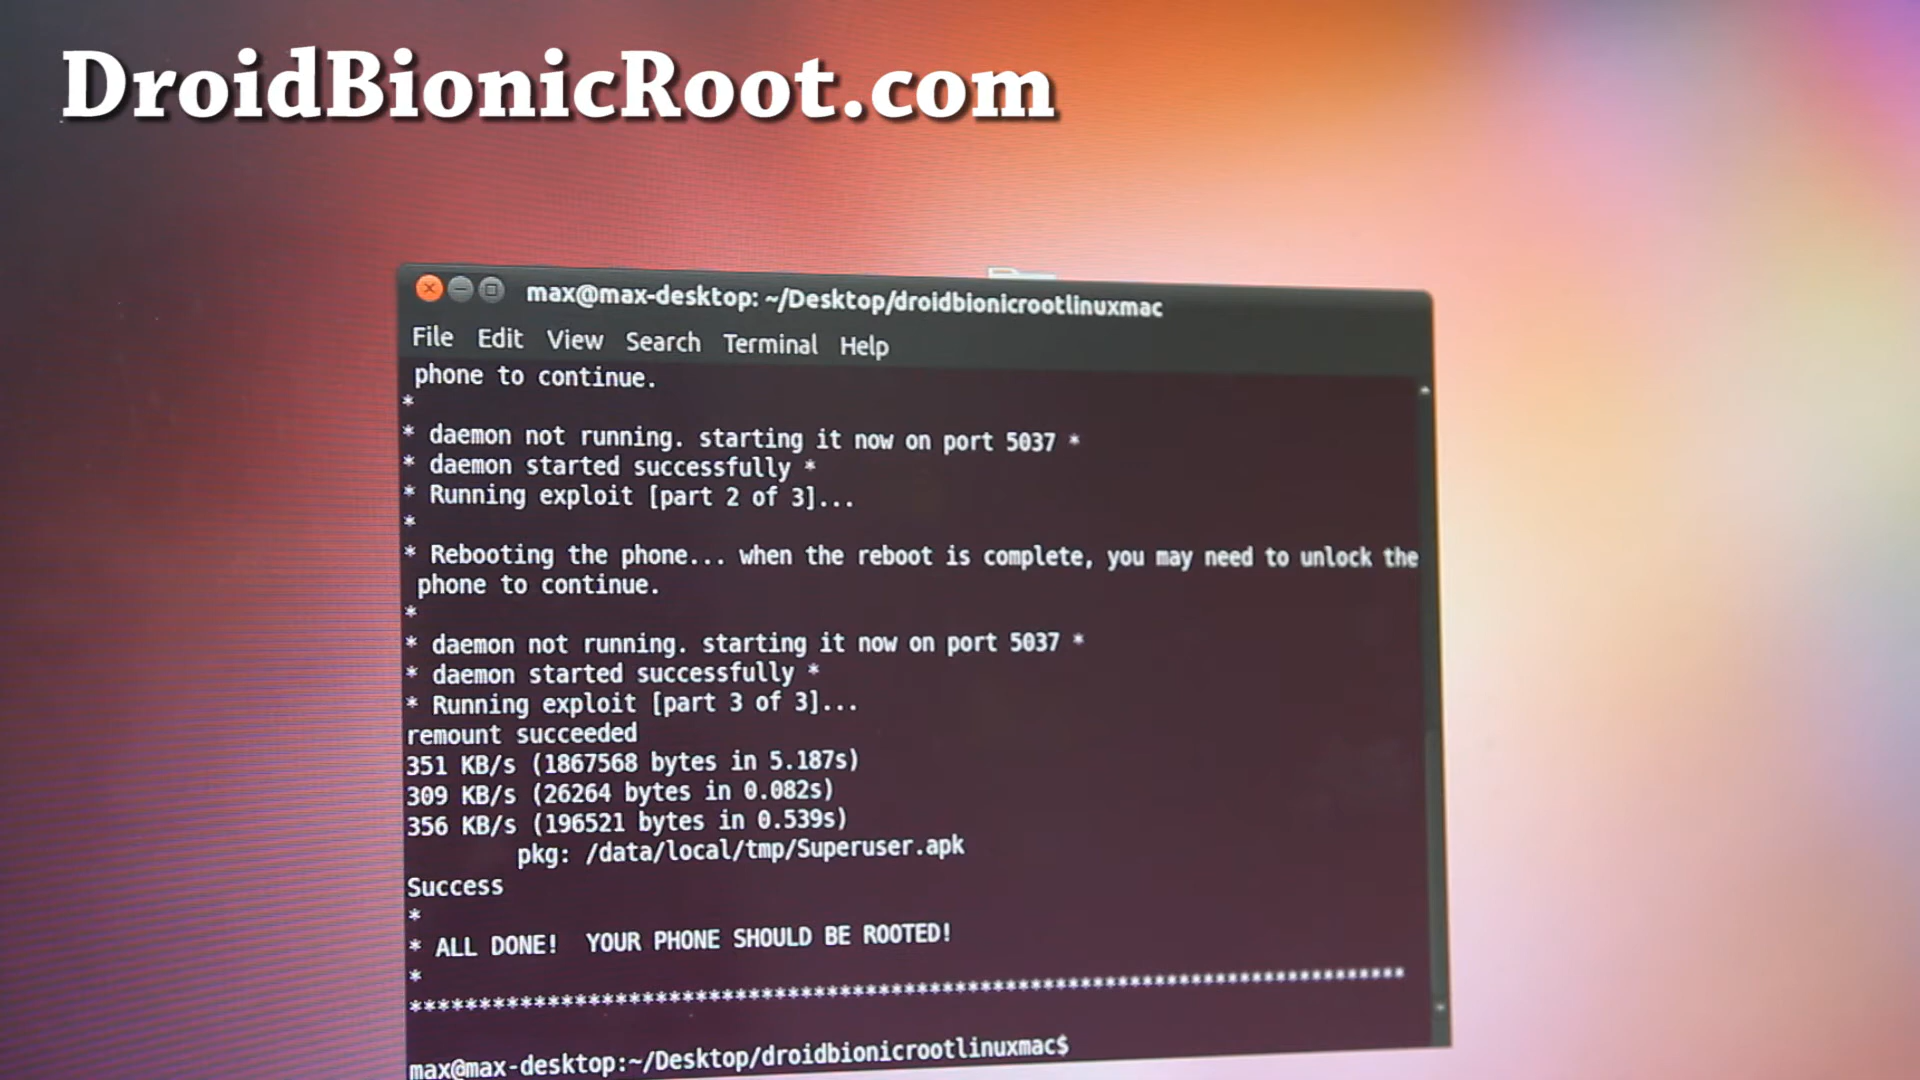 DroidBionicRoot.com
max@max-desktop: ~/Desktop/droidbionicrootlinuxmac
File Edit View Search Terminal Help
phone to continue.
*
* daemon not running. starting it now on port 5037 *
* daemon started successfully *
* Running exploit [part 2 of 3]...
*
* Rebooting the phone... when the reboot is complete, you may need to unlock the
phone to continue.
*
* daemon not running. starting it now on port 5037 *
* daemon started successfully *
* Running exploit [part 3 of 3]...
remount succeeded
351 KB/s (1867568 bytes in 5.187s)
309 KB/s (26264 bytes in 0.082s)
356 KB/s (196521 bytes in 0.539s)
pkg: /data/local/tmp/Superuser.apk
Success
*
* ALL DONE!  YOUR PHONE SHOULD BE ROOTED!
*
*******************************************************************************
max@max-desktop:~/Desktop/droidbionicrootlinuxmac$